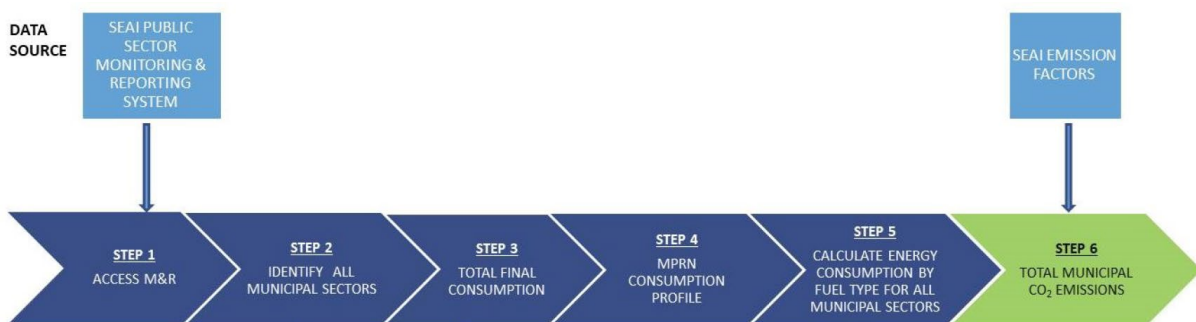 DATA
SOURCE
SEAI PUBLIC
SECTOR
MONITORING &
REPORTING
SYSTEM
SEAI EMISSION
FACTORS
STEP 1
ACCESS M&R
STEP 2
IDENTIFY ALL
MUNICIPAL SECTORS
STEP 3
TOTAL FINAL
CONSUMPTION
STEP 4
MPRN
CONSUMPTION
PROFILE
STEP 5
CALCULATE ENERGY
CONSUMPTION BY
FUEL TYPE FOR ALL
MUNICIPAL SECTORS
STEP 6
TOTAL MUNICIPAL
CO₂ EMISSIONS